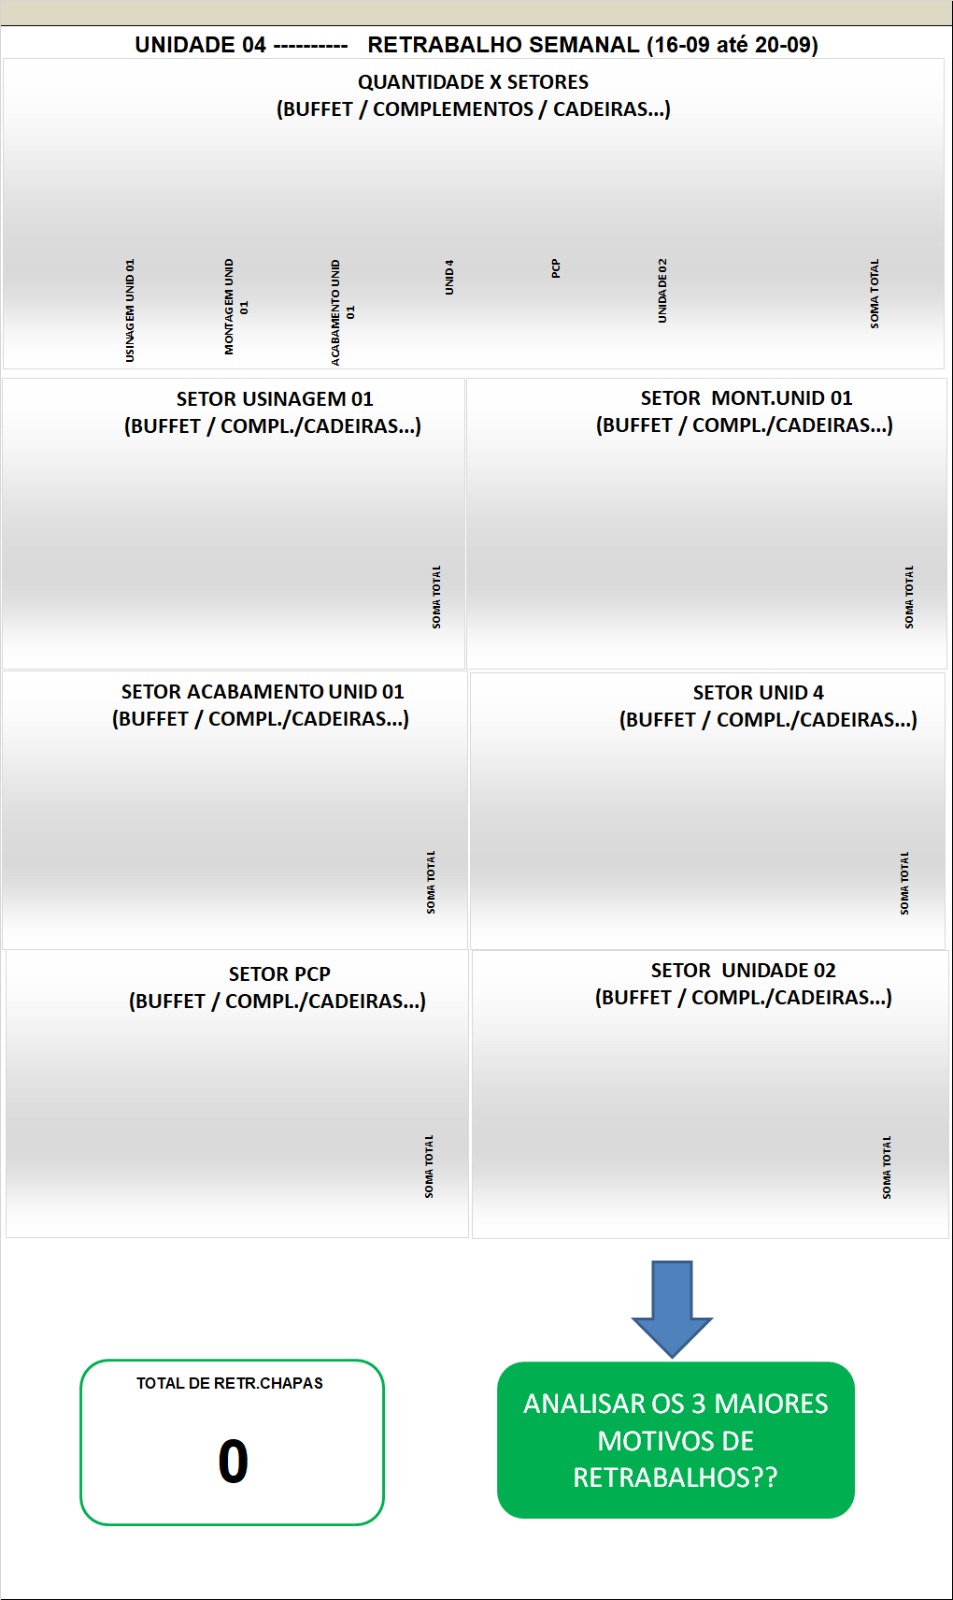 UNIDADE 04 ---------- RETRABALHO SEMANAL (16-09 até 20-09)
QUANTIDADE X SETORES
(BUFFET / COMPLEMENTOS / CADEIRAS...)
USINAGEM UNID 01
MONTAGEM UNID
01
ACABAMENTO UNID
01
UNID 4
PCP
UNIDADE 02
SOMA TOTAL
SETOR USINAGEM 01
(BUFFET / COMPL./CADEIRAS...)
SOMA TOTAL
SETOR MONT.UNID 01
(BUFFET / COMPL./CADEIRAS...)
SOMA TOTAL
SETOR ACABAMENTO UNID 01
(BUFFET / COMPL./CADEIRAS...)
SOMA TOTAL
SETOR UNID 4
(BUFFET / COMPL./CADEIRAS...)
SOMA TOTAL
SETOR PCP
(BUFFET / COMPL./CADEIRAS...)
SOMA TOTAL
SETOR UNIDADE 02
(BUFFET / COMPL./CADEIRAS...)
SOMA TOTAL
TOTAL DE RETR.CHAPAS
0
ANALISAR OS 3 MAIORES
MOTIVOS DE
RETRABALHOS??